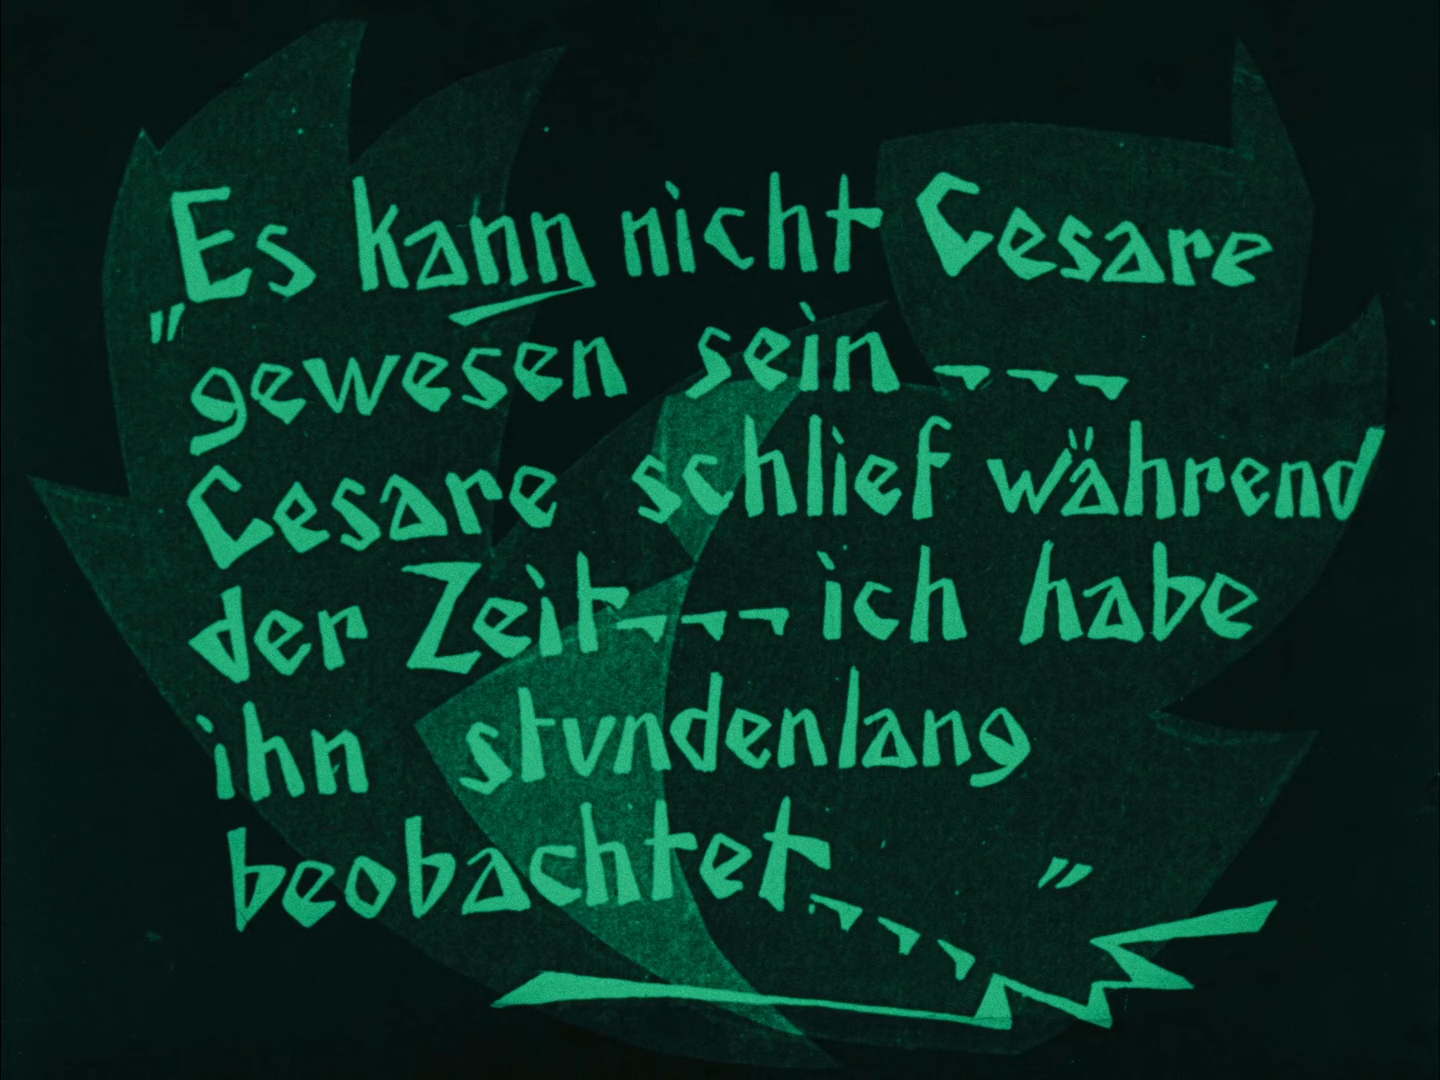 „Es kann nicht Cesare
gewesen sein - - -
Cesare schlief während
der Zeit - - - ich habe
ihn stundenlang
beobachtet - - - "